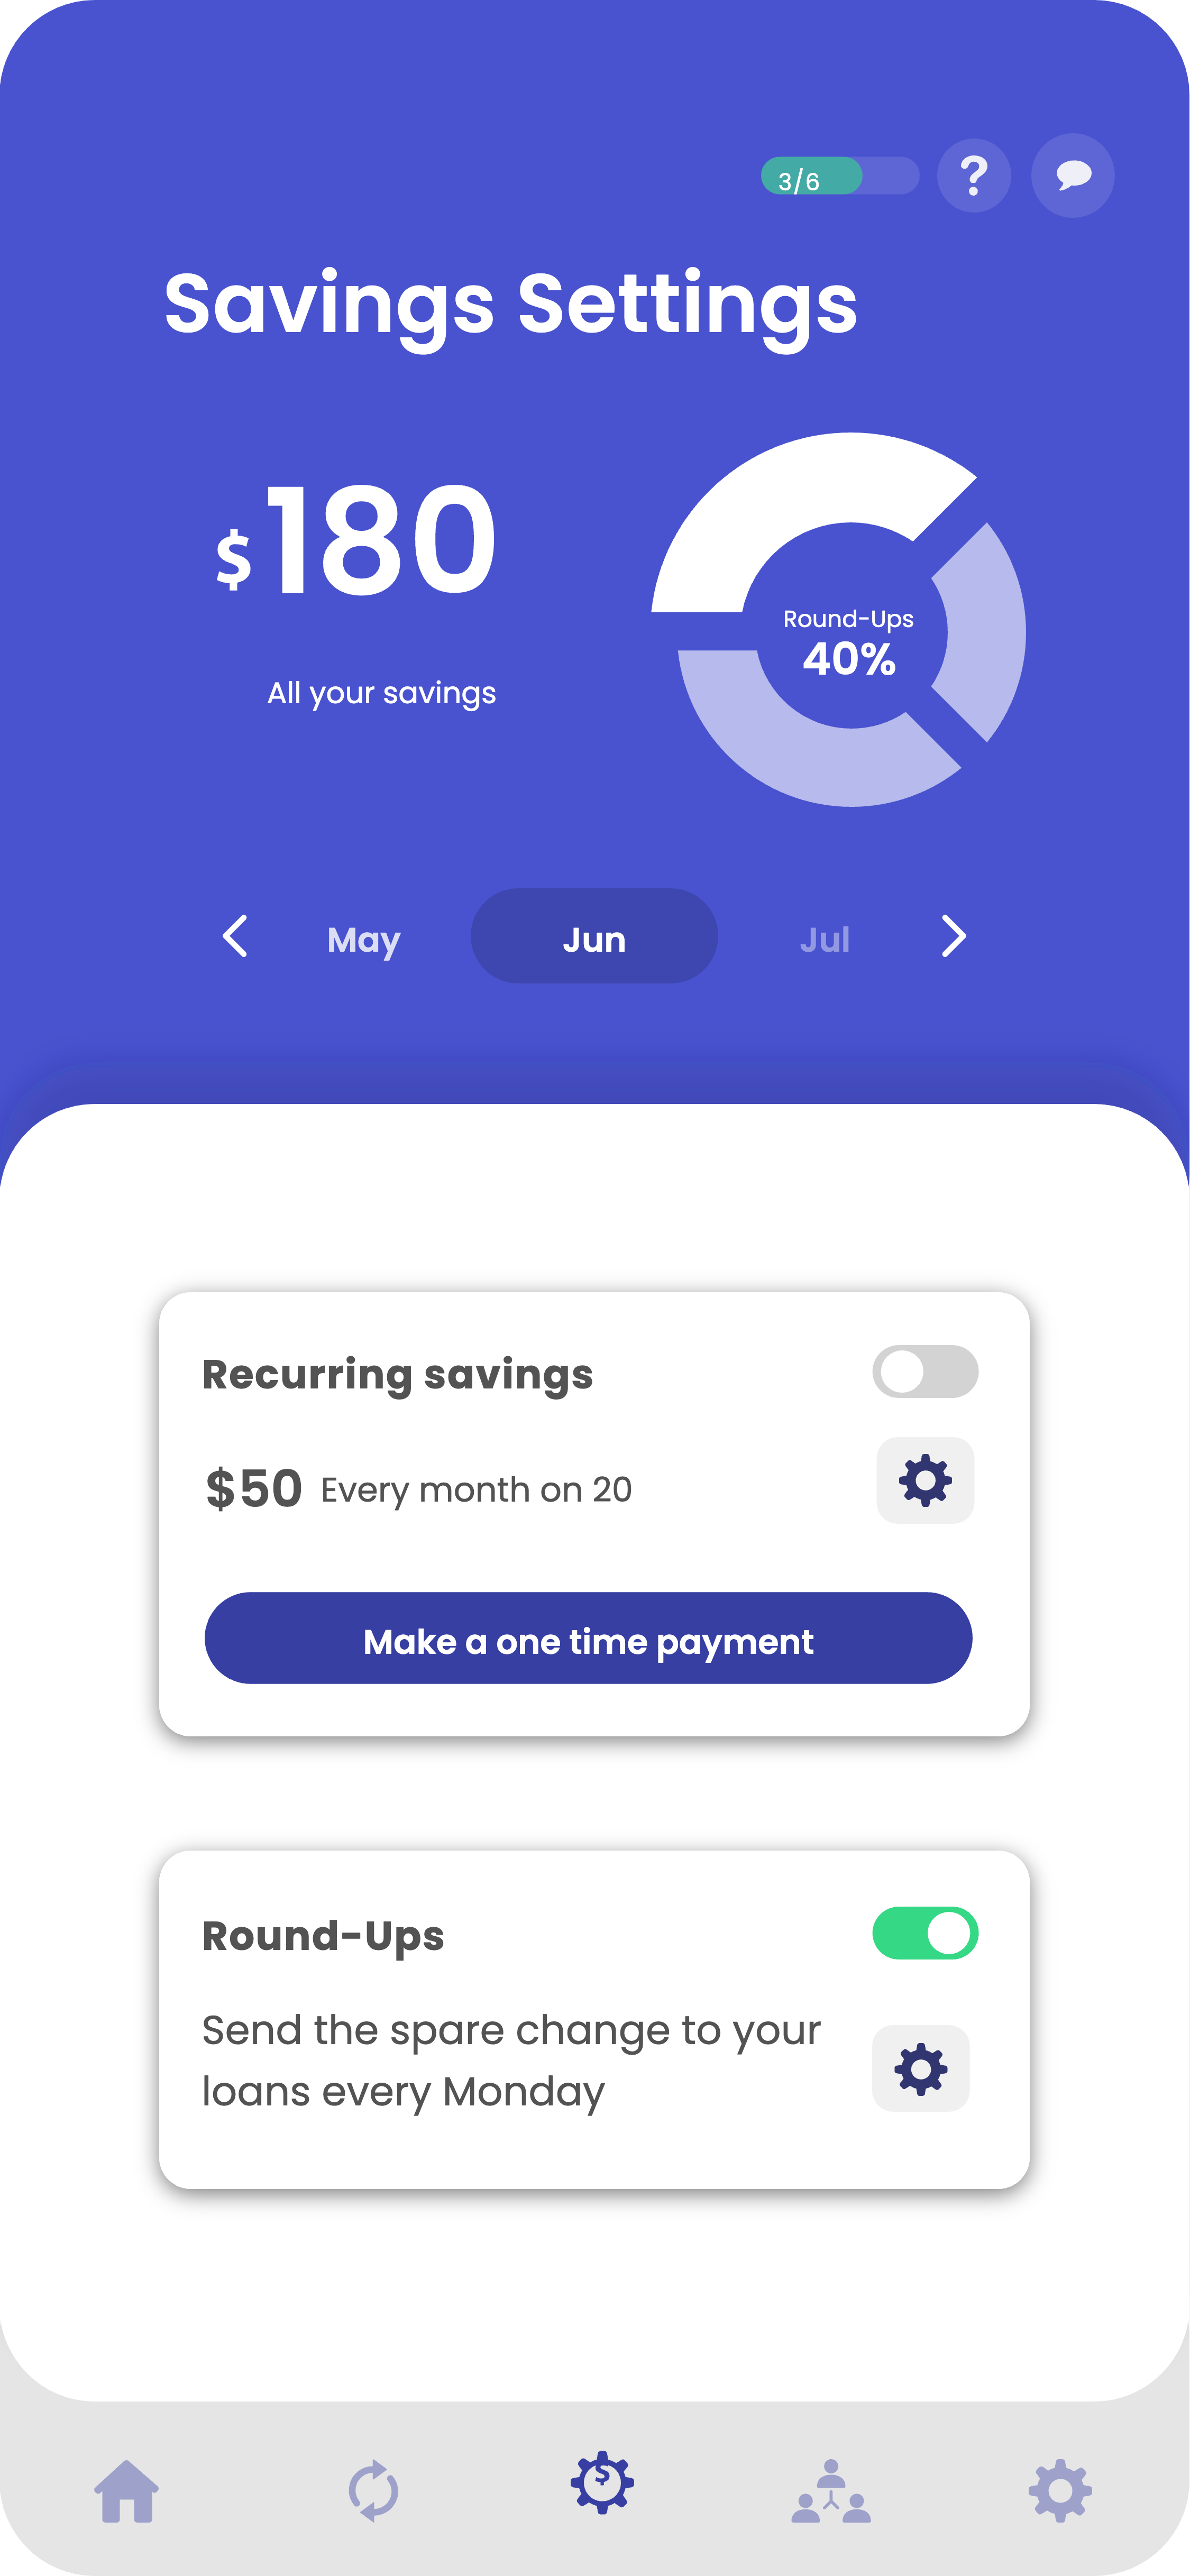 3/6
?
Savings Settings
$180
All your savings
Round-Ups
40%
May
Jun
Jul
Recurring savings
$50 Every month on 20
Make a one time payment
Round-Ups
Send the spare change to your
loans every Monday
$